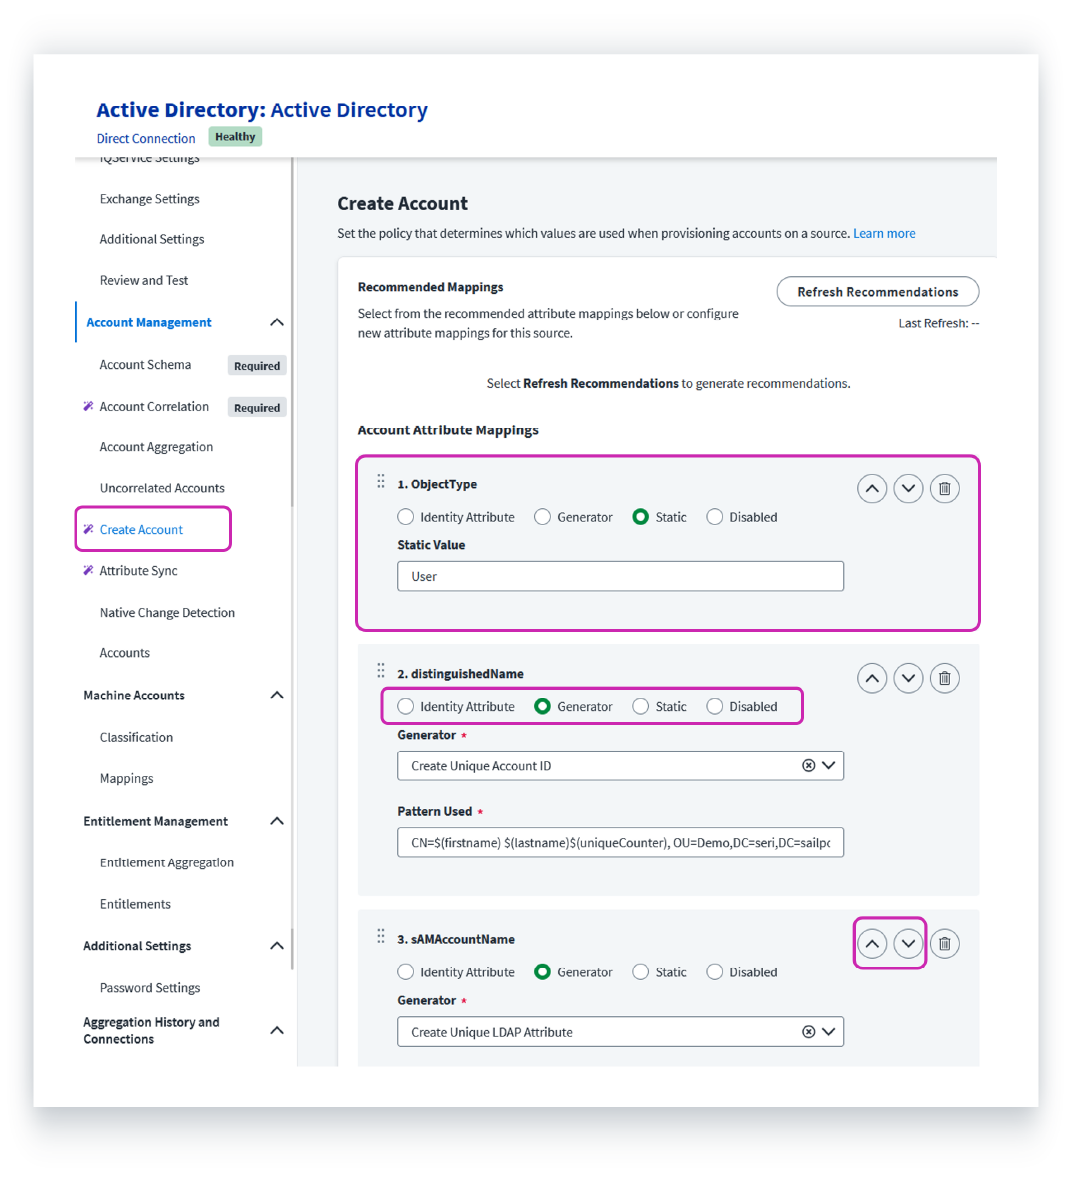 Active Directory: Active Directory
Direct Connection Healthy
IQService Settings
Exchange Settings
Additional Settings
Review and Test
Account Management
Account Schema Required
Account Correlation Required
Account Aggregation
Uncorrelated Accounts
Create Account
Attribute Sync
Native Change Detection
Accounts
Machine Accounts
Classification
Mappings
Entitlement Management
Entitlement Aggregation
Entitlements
Additional Settings
Password Settings
Aggregation History and
Connections
Create Account
Set the policy that determines which values are used when provisioning accounts on a source. Learn more
Recommended Mappings
Select from the recommended attribute mappings below or configure
new attribute mappings for this source.
Refresh Recommendations
Last Refresh: --
Select Refresh Recommendations to generate recommendations.
Account Attribute Mappings
1. ObjectType
Identity Attribute Generator Static Disabled
Static Value
User
2. distinguishedName
Identity Attribute Generator Static Disabled
Generator *
Create Unique Account ID
Pattern Used *
CN=$(firstname) $(lastname)$(uniqueCounter), OU=Demo,DC=seri,DC=sailpo
3. sAMAccountName
Identity Attribute Generator Static Disabled
Generator *
Create Unique LDAP Attribute